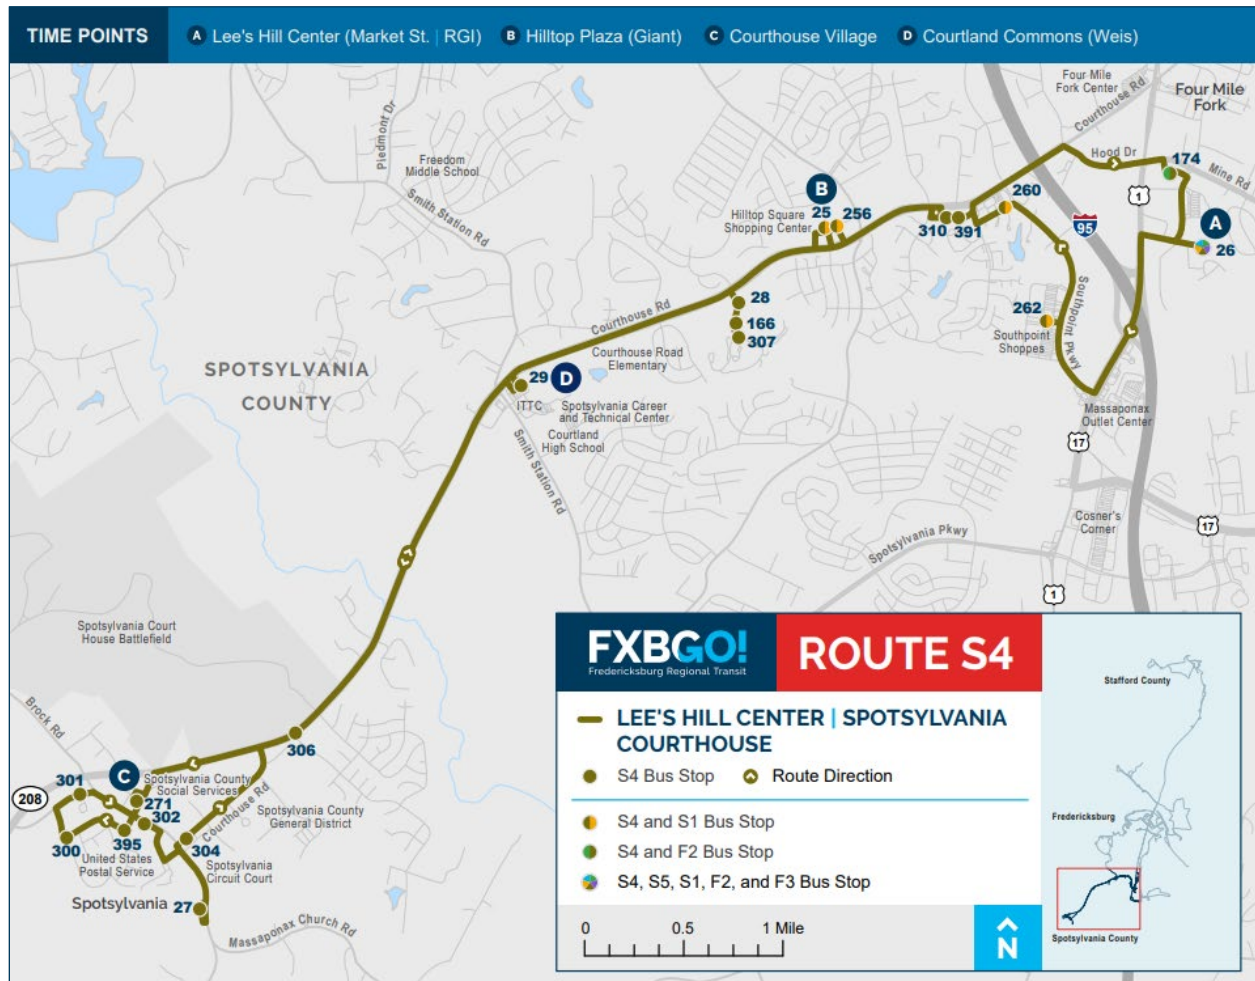 TIME POINTS
A Lee's Hill Center (Market St. | RGI) B Hilltop Plaza (Giant) C Courthouse Village D Courtland Commons (Weis)
Four Mile
Fork Center
Courthouse Rd
Four Mile
Fork
Piedmont Dr
Freedom
Middle School
Smith Station Rd
Hood Dr
174
Mine Rd
1
B
Hilltop Square
Shopping Center
25 256
260
310 391
95
A
26
28
166
307
Courthouse Rd
Courthouse Road
Elementary
262
Southpoint
Shoppes
Southpoint Pkwy
SPOTSYLVANIA
COUNTY
29 D
ITTC
Spotsylvania Career
and Technical Center
Courtland
High School
Smith Station Rd
Massaponax
Outlet Center
17
Cosner's
Corner
17
Spotsylvania Pkwy
1
Spotsylvania Court
House Battlefield
Brock Rd
306
208
301
C
Spotsylvania County
Social Services
271
302
Courthouse Rd
Spotsylvania County
General District
300
395
304
United States
Postal Service
Spotsylvania
Circuit Court
Spotsylvania
27
Massaponax Church Rd
FXBGO!
Fredericksburg Regional Transit
ROUTE S4
LEE'S HILL CENTER | SPOTSYLVANIA
COURTHOUSE
S4 Bus Stop Route Direction
S4 and S1 Bus Stop
S4 and F2 Bus Stop
S4, S5, S1, F2, and F3 Bus Stop
0 0.5 1 Mile
N
Stafford County
Fredericksburg
Spotsylvania County